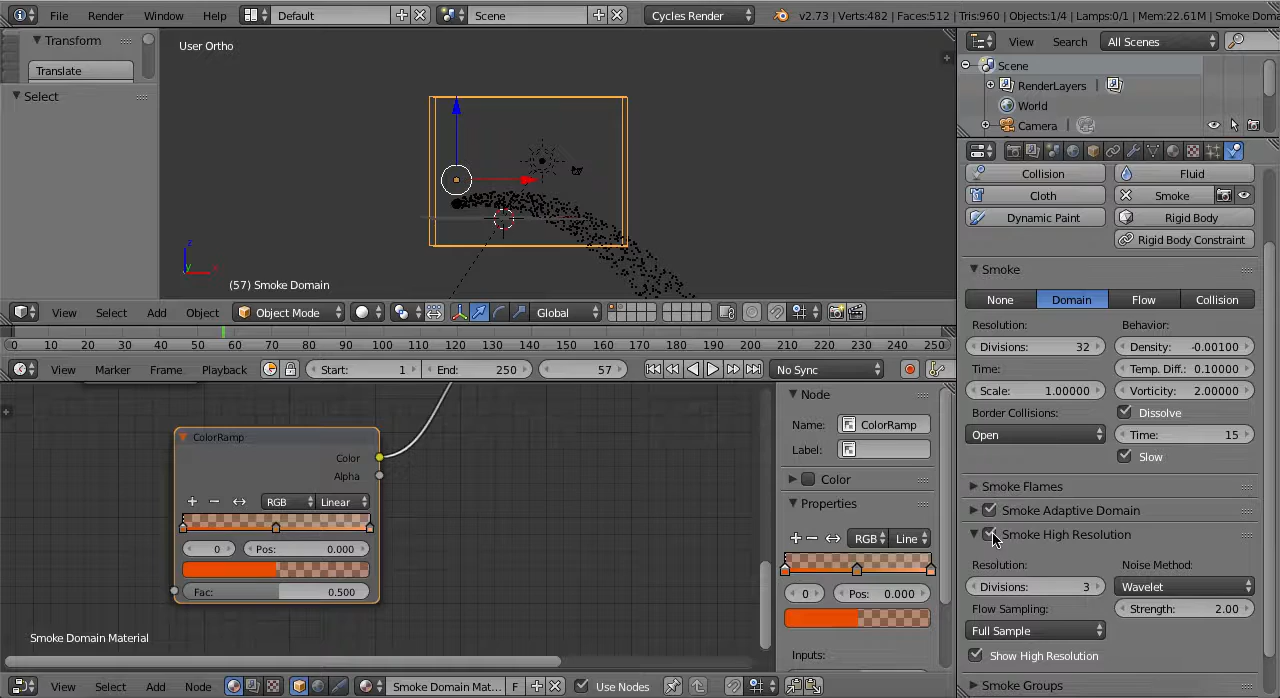 File Render Window Help Default Scene Cycles Render v2.73 | Verts:482 | Faces:512 | Tris:960 | Objects:1/4 | Lamps:0/1 | Mem:22.61M | Smoke Doma
Transform
Translate
Select
User Ortho
z
y
x
(57) Smoke Domain
View Select Add Object Object Mode Global
0 10 20 30 40 50 60 70 80 90 100 110 120 130 140 150 160 170 180 190 200 210 220 230 240 250
View Marker Frame Playback Start: 1 End: 250 57 No Sync
ColorRamp
Color
Alpha
RGB Linear
0 Pos: 0.000
Fac: 0.500
Smoke Domain Material
Node
Name: ColorRamp
Label:
Color
Properties
RGB Line
0 Pos: 0.000
Inputs:
View Select Add Node Smoke Domain Mat... F Use Nodes
View Search All Scenes
Scene
RenderLayers
World
Camera
Collision Fluid
Cloth Smoke
Dynamic Paint Rigid Body
Rigid Body Constraint
Smoke
None Domain Flow Collision
Resolution: Behavior:
Divisions: 32 Density: -0.00100
Time: Temp. Diff.: 0.10000
Scale: 1.00000 Vorticity: 2.00000
Border Collisions: Dissolve
Open Time: 15
Slow
Smoke Flames
Smoke Adaptive Domain
Smoke High Resolution
Resolution: Noise Method:
Divisions: 3 Wavelet
Flow Sampling: Strength: 2.00
Full Sample
Show High Resolution
Smoke Groups